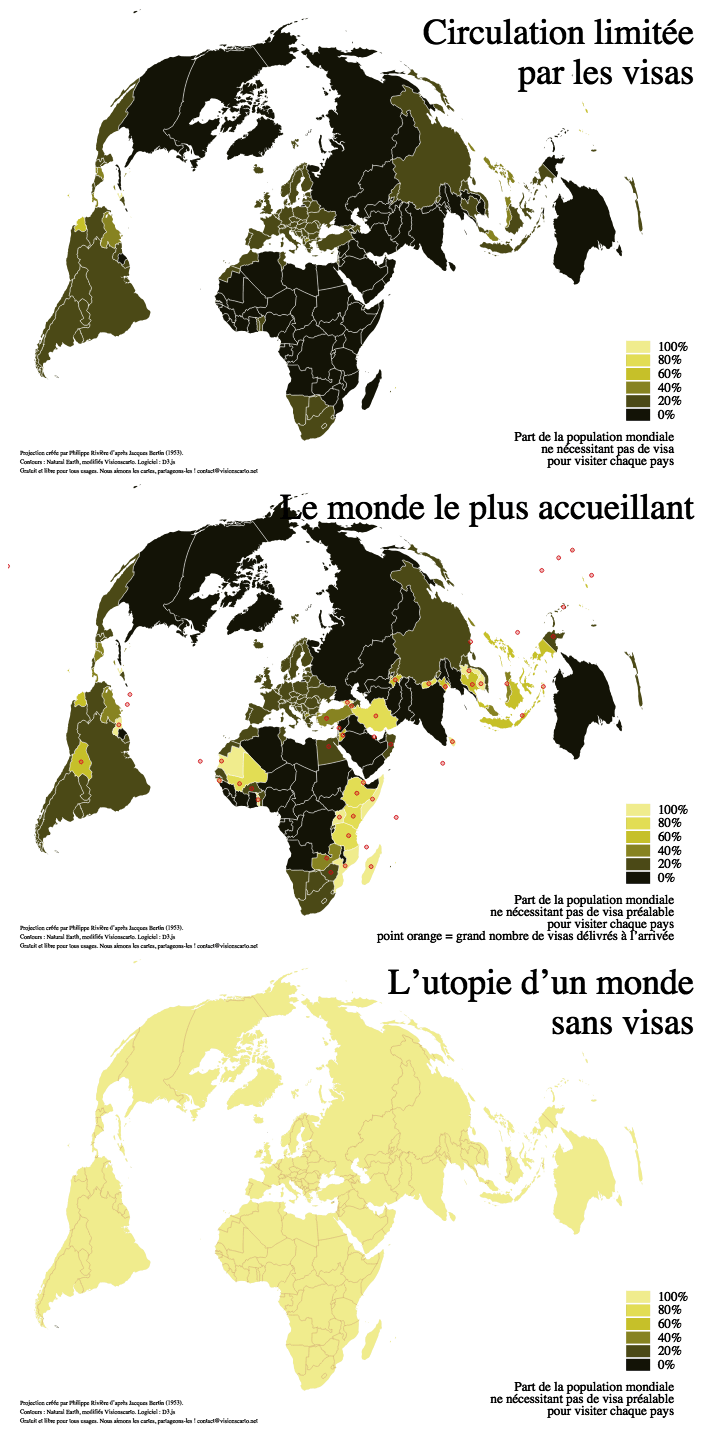 Circulation limitée
par les visas
100%
80%
60%
40%
20%
0%
Part de la population mondiale
ne nécessitant pas de visa
pour visiter chaque pays
Projection créée par Philippe Rivière d'après Jacques Bertin (1953).
Contours : Natural Earth, modifiés Visionscarto. Logiciel : D3.js
Gratuit et libre pour tous usages. Nous aimons les cartes, partageons-les ! contact@visionscarto.net
Le monde le plus accueillant
100%
80%
60%
40%
20%
0%
Part de la population mondiale
ne nécessitant pas de visa préalable
pour visiter chaque pays
point orange = grand nombre de visas délivrés à l'arrivée
Projection créée par Philippe Rivière d'après Jacques Bertin (1953).
Contours : Natural Earth, modifiés Visionscarto. Logiciel : D3.js
Gratuit et libre pour tous usages. Nous aimons les cartes, partageons-les ! contact@visionscarto.net
L'utopie d'un monde
sans visas
100%
80%
60%
40%
20%
0%
Part de la population mondiale
ne nécessitant pas de visa préalable
pour visiter chaque pays
Projection créée par Philippe Rivière d'après Jacques Bertin (1953).
Contours : Natural Earth, modifiés Visionscarto. Logiciel : D3.js
Gratuit et libre pour tous usages. Nous aimons les cartes, partageons-les ! contact@visionscarto.net